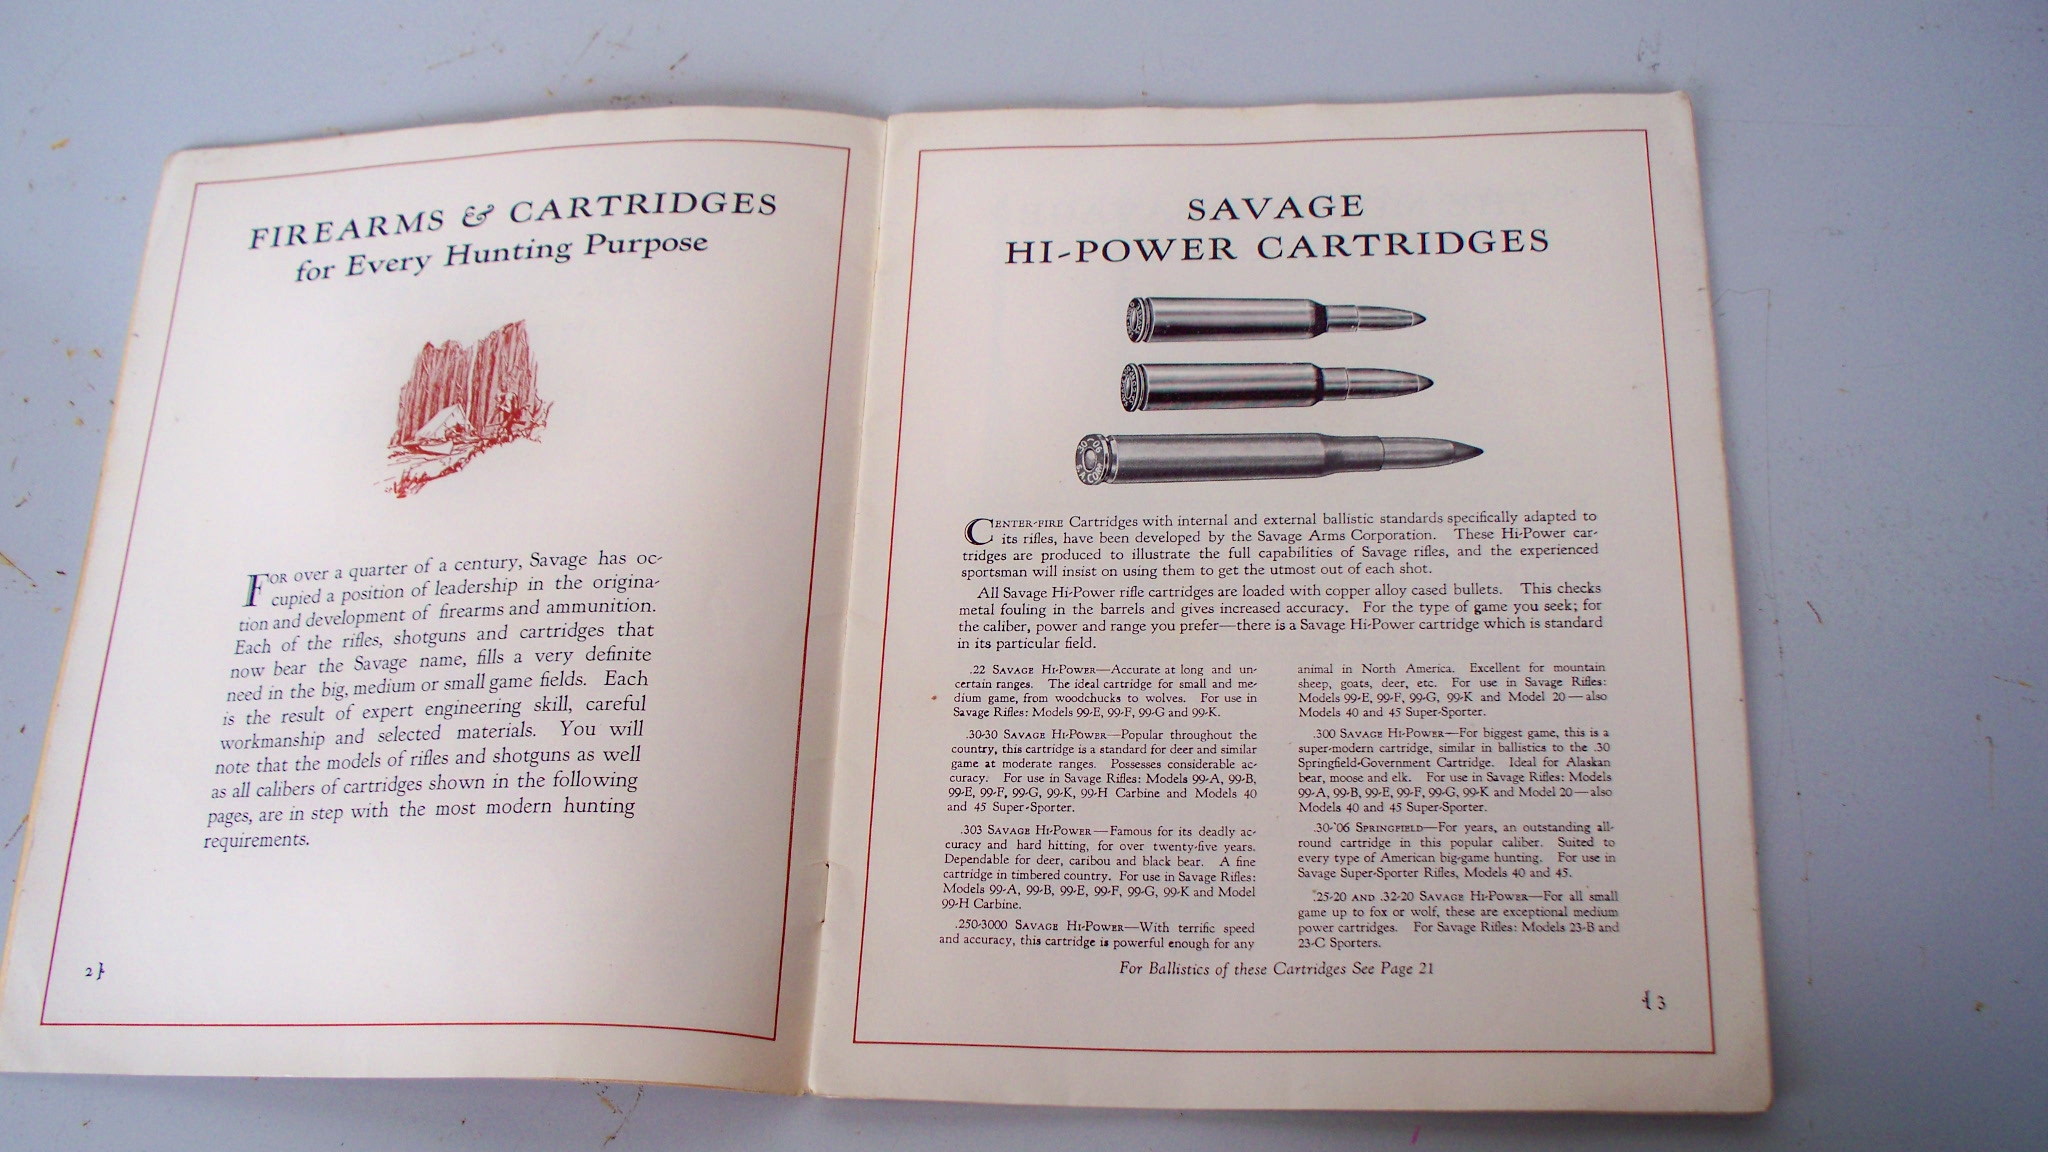 FIREARMS & CARTRIDGES
for Every Hunting Purpose
FOR over a quarter of a century, Savage has oc-
cupied a position of leadership in the origina-
tion and development of firearms and ammunition.
Each of the rifles, shotguns and cartridges that
now bear the Savage name, fills a very definite
need in the big, medium or small game fields. Each
is the result of expert engineering skill, careful
workmanship and selected materials. You will
note that the models of rifles and shotguns as well
as all calibers of cartridges shown in the following
pages, are in step with the most modern hunting
requirements.
2}
SAVAGE
HI-POWER CARTRIDGES
CENTER-FIRE Cartridges with internal and external ballistic standards specifically adapted to
its rifles, have been developed by the Savage Arms Corporation. These Hi-Power car-
tridges are produced to illustrate the full capabilities of Savage rifles, and the experienced
sportsman will insist on using them to get the utmost out of each shot.
All Savage Hi-Power rifle cartridges are loaded with copper alloy cased bullets. This checks
metal fouling in the barrels and gives increased accuracy. For the type of game you seek; for
the caliber, power and range you prefer—there is a Savage Hi-Power cartridge which is standard
in its particular field.
.22 SAVAGE HI-POWER—Accurate at long and un-
certain ranges. The ideal cartridge for small and me-
dium game, from woodchucks to wolves. For use in
Savage Rifles: Models 99-E, 99-F, 99-G and 99-K.
.30-30 SAVAGE HI-POWER—Popular throughout the
country, this cartridge is a standard for deer and similar
game at moderate ranges. Possesses considerable ac-
curacy. For use in Savage Rifles: Models 99-A, 99-B,
99-E, 99-F, 99-G, 99-K, 99-H Carbine and Models 40
and 45 Super-Sporter.
.303 SAVAGE HI-POWER—Famous for its deadly ac-
curacy and hard hitting, for over twenty-five years.
Dependable for deer, caribou and black bear. A fine
cartridge in timbered country. For use in Savage Rifles:
Models 99-A, 99-B, 99-E, 99-F, 99-G, 99-K and Model
99-H Carbine.
.250-3000 SAVAGE HI-POWER—With terrific speed
and accuracy, this cartridge is powerful enough for any
animal in North America. Excellent for mountain
sheep, goats, deer, etc. For use in Savage Rifles:
Models 99-E, 99-F, 99-G, 99-K and Model 20—also
Models 40 and 45 Super-Sporter.
.300 SAVAGE HI-POWER—For biggest game, this is a
super-modern cartridge, similar in ballistics to the .30
Springfield-Government Cartridge. Ideal for Alaskan
bear, moose and elk. For use in Savage Rifles: Models
99-A, 99-B, 99-E, 99-F, 99-G, 99-K and Model 20—also
Models 40 and 45 Super-Sporter.
.30-'06 SPRINGFIELD—For years, an outstanding all-
round cartridge in this popular caliber. Suited to
every type of American big-game hunting. For use in
Savage Super-Sporter Rifles, Models 40 and 45.
.25-20 AND .32-20 SAVAGE HI-POWER—For all small
game up to fox or wolf, these are exceptional medium
power cartridges. For Savage Rifles: Models 23-B and
23-C Sporters.
For Ballistics of these Cartridges See Page 21
{3